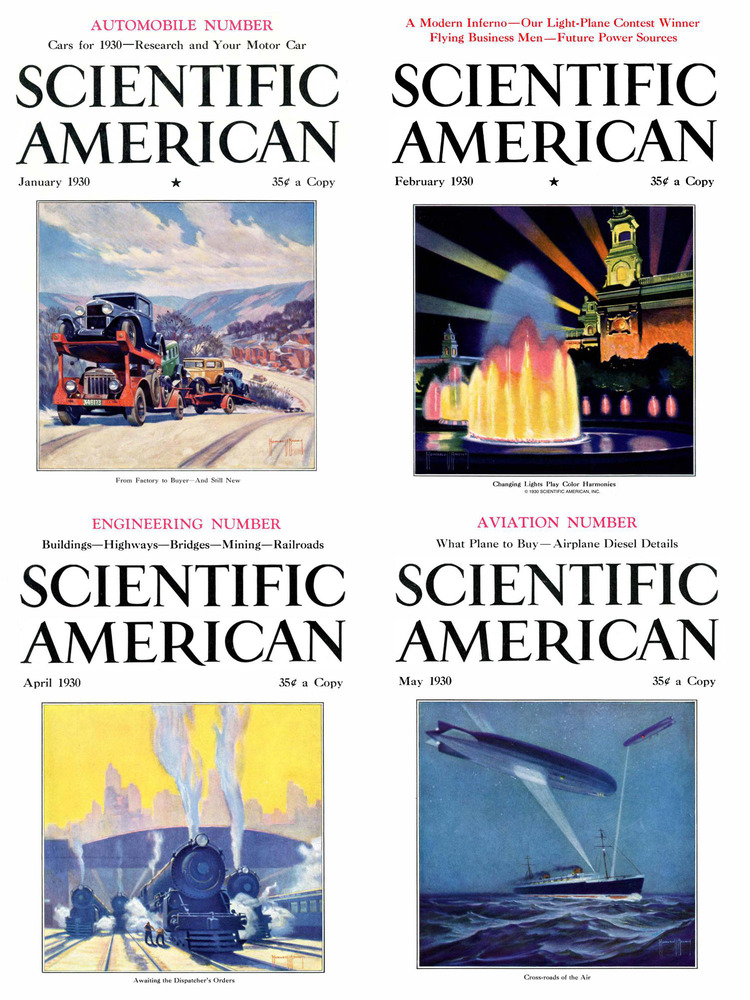 AUTOMOBILE NUMBER
Cars for 1930—Research and Your Motor Car
SCIENTIFIC
AMERICAN
January 1930 ★ 35¢ a Copy
From Factory to Buyer—And Still New
A Modern Inferno—Our Light-Plane Contest Winner
Flying Business Men—Future Power Sources
SCIENTIFIC
AMERICAN
February 1930 ★ 35¢ a Copy
Changing Lights Play Color Harmonies
© 1930 SCIENTIFIC AMERICAN, INC.
ENGINEERING NUMBER
Buildings—Highways—Bridges—Mining—Railroads
SCIENTIFIC
AMERICAN
April 1930 35¢ a Copy
Awaiting the Dispatcher's Orders
AVIATION NUMBER
What Plane to Buy—Airplane Diesel Details
SCIENTIFIC
AMERICAN
May 1930 35¢ a Copy
Cross-roads of the Air